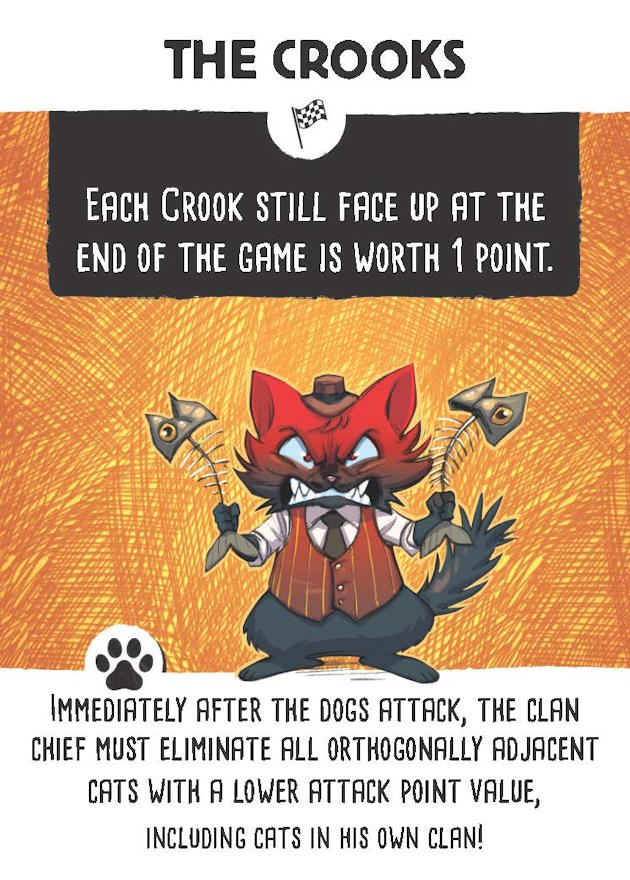 THE CROOKS
EACH CROOK STILL FACE UP AT THE
END OF THE GAME IS WORTH 1 POINT.
IMMEDIATELY AFTER THE DOGS ATTACK, THE CLAN
CHIEF MUST ELIMINATE ALL ORTHOGONALLY ADJACENT
CATS WITH A LOWER ATTACK POINT VALUE,
INCLUDING CATS IN HIS OWN CLAN!